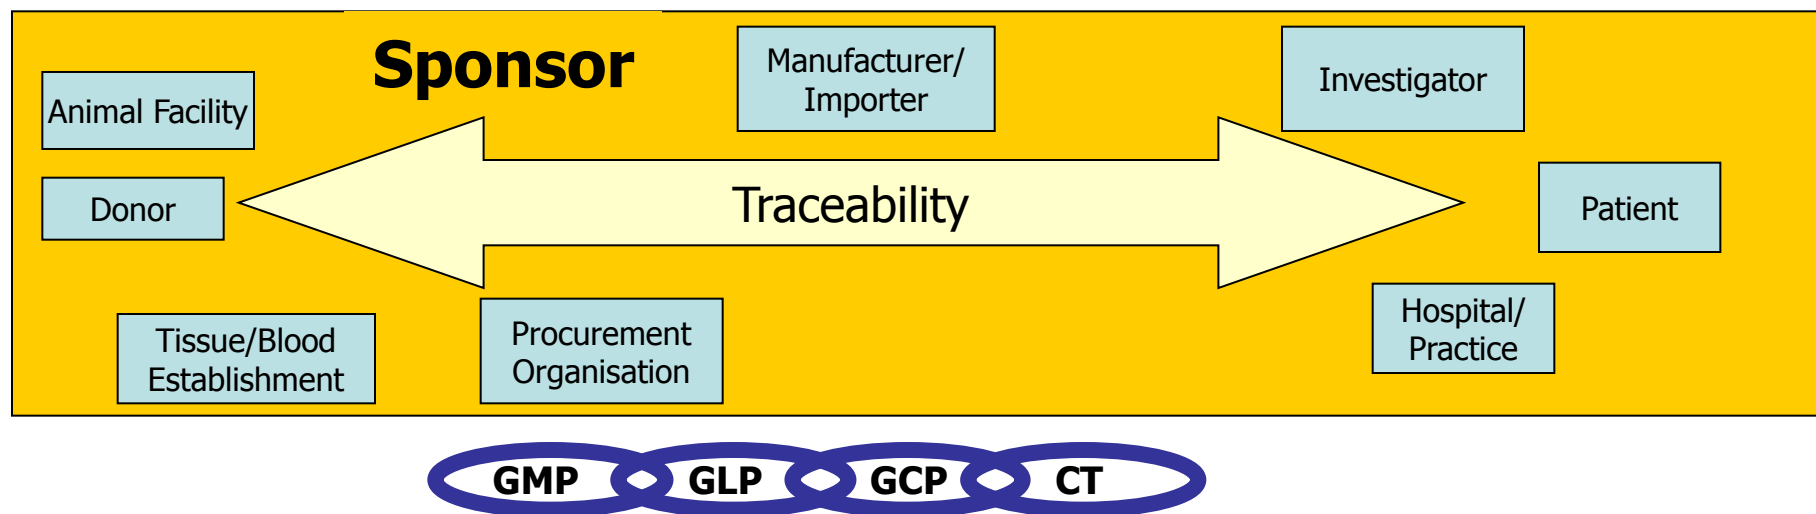 Sponsor
Manufacturer/
Importer
Investigator
Animal Facility
Donor
Traceability
Patient
Tissue/Blood
Establishment
Procurement
Organisation
Hospital/
Practice
GMP
GLP
GCP
CT